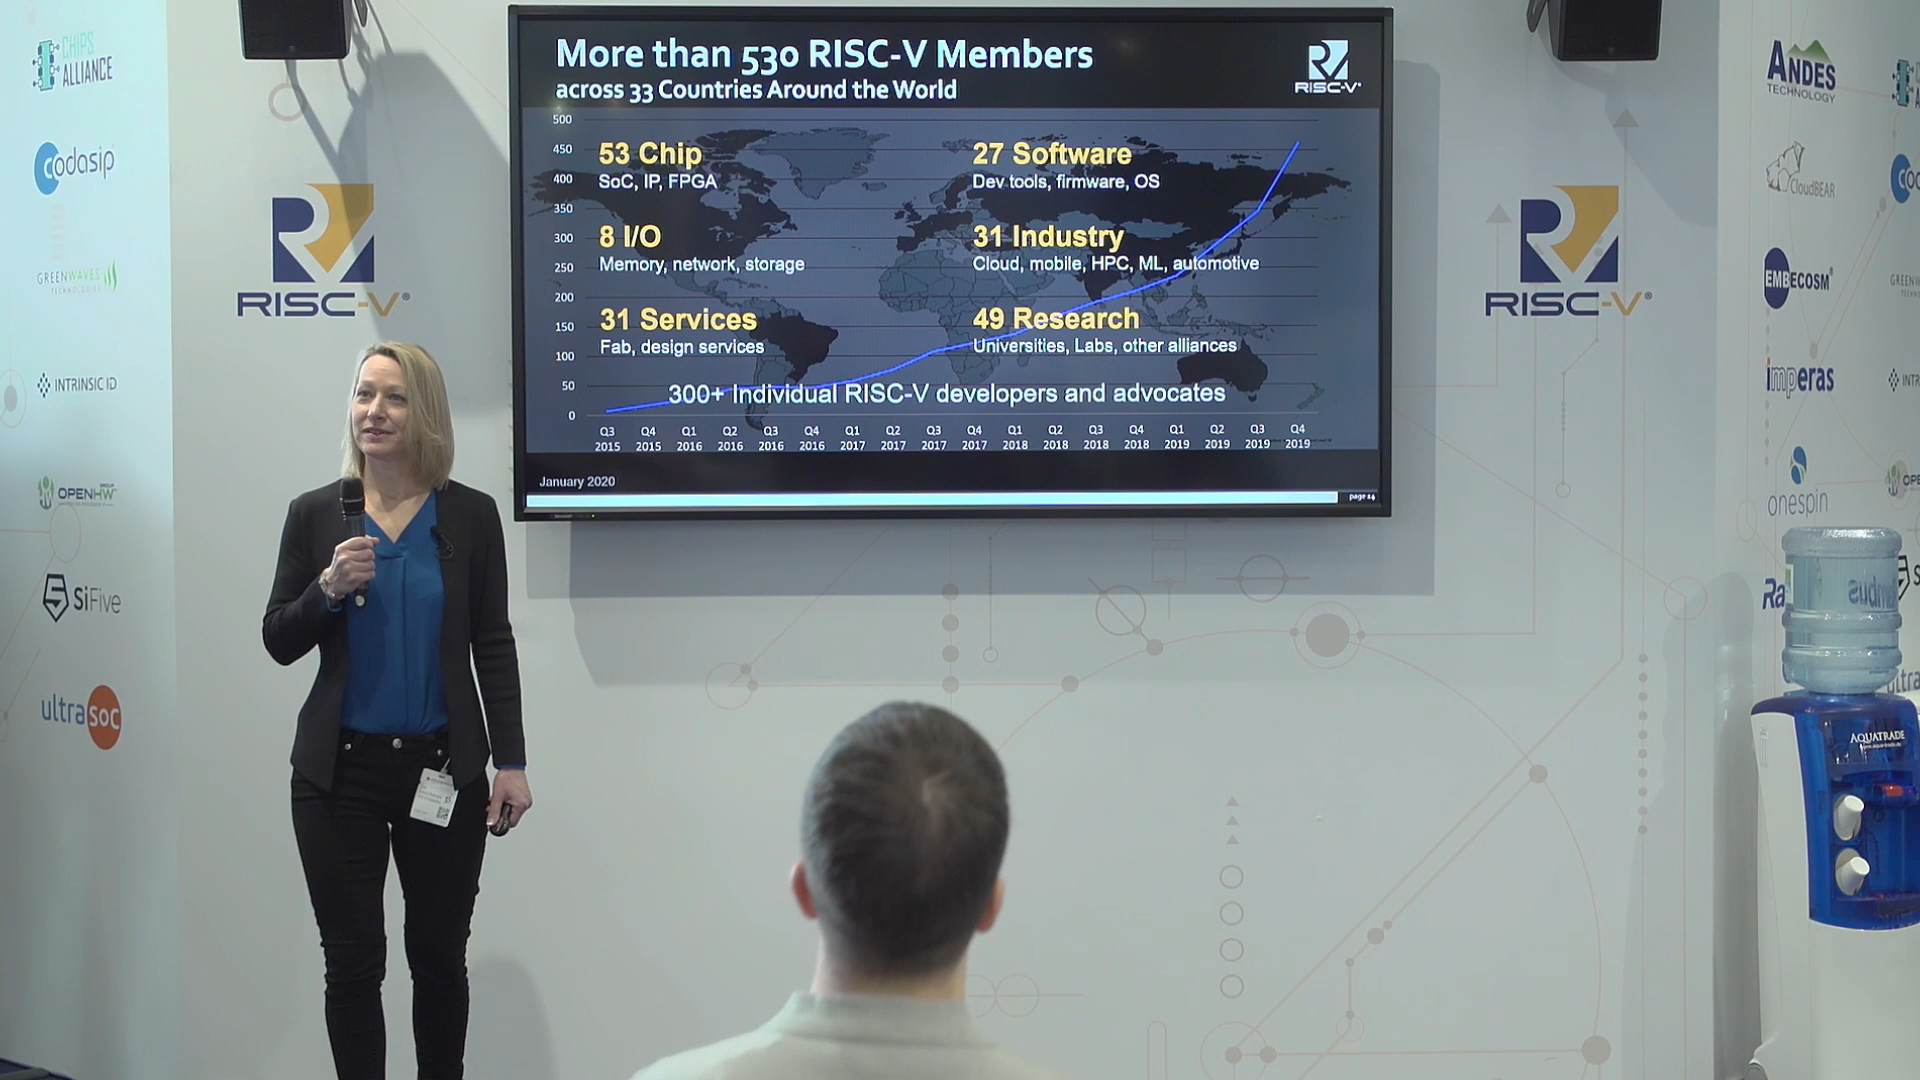 CHIPS
ALLIANCE
codasip
GREENWAVES
TECHNOLOGIES
INTRINSIC ID
OPENHW
GROUP
SiFive
ultrasoc
RISC-V®
More than 530 RISC-V Members
across 33 Countries Around the World
RISC-V
500
450
400
350
300
250
200
150
100
50
0
53 Chip
SoC, IP, FPGA
27 Software
Dev tools, firmware, OS
8 I/O
Memory, network, storage
31 Industry
Cloud, mobile, HPC, ML, automotive
31 Services
Fab, design services
49 Research
Universities, Labs, other alliances
300+ Individual RISC-V developers and advocates
Q3 2015
Q4 2015
Q1 2016
Q2 2016
Q3 2016
Q4 2016
Q1 2017
Q2 2017
Q3 2017
Q4 2017
Q1 2018
Q2 2018
Q3 2018
Q4 2018
Q1 2019
Q2 2019
Q3 2019
Q4 2019
January 2020
page 24
RISC-V®
ANDES
TECHNOLOGY
CloudBEAR
EMBECOSM®
imperas
onespin
Ra
AQUATRADE